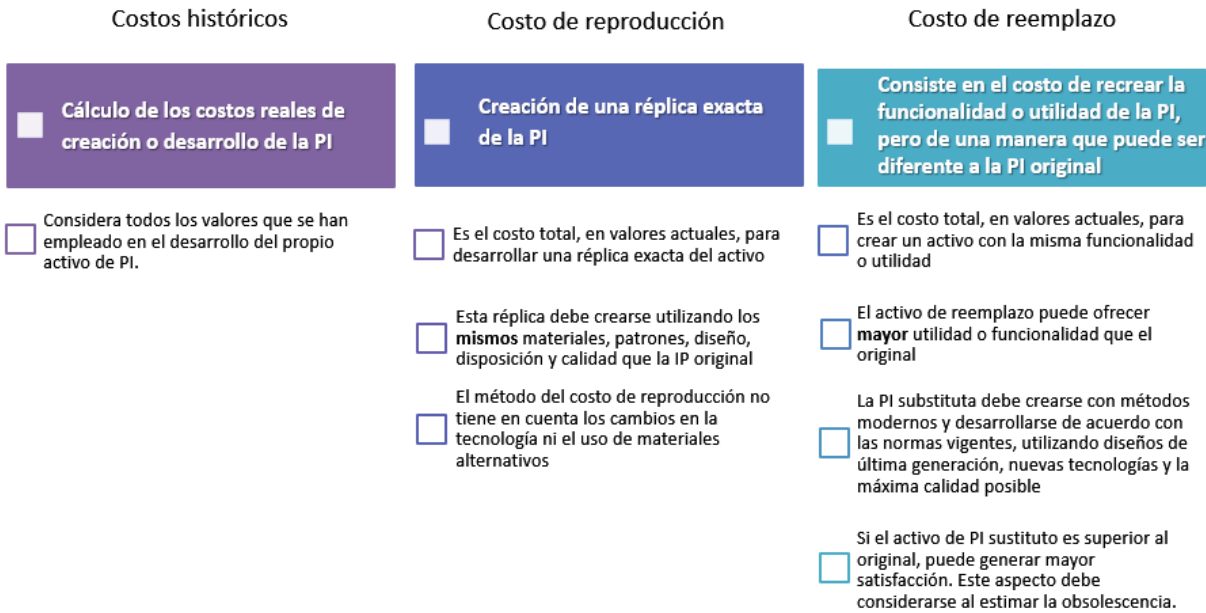 Costos históricos
Cálculo de los costos reales de
creación o desarrollo de la PI
Considera todos los valores que se han
empleado en el desarrollo del propio
activo de PI.
Costo de reproducción
Creación de una réplica exacta
de la PI
Es el costo total, en valores actuales, para
desarrollar una réplica exacta del activo
Esta réplica debe crearse utilizando los
mismos materiales, patrones, diseño,
disposición y calidad que la IP original
El método del costo de reproducción no
tiene en cuenta los cambios en la
tecnología ni el uso de materiales
alternativos
Costo de reemplazo
Consiste en el costo de recrear la
funcionalidad o utilidad de la PI,
pero de una manera que puede ser
diferente a la PI original
Es el costo total, en valores actuales, para
crear un activo con la misma funcionalidad
o utilidad
El activo de reemplazo puede ofrecer
mayor utilidad o funcionalidad que el
original
La PI substituta debe crearse con métodos
modernos y desarrollarse de acuerdo con
las normas vigentes, utilizando diseños de
última generación, nuevas tecnologías y la
máxima calidad posible
Si el activo de PI sustituto es superior al
original, puede generar mayor
satisfacción. Este aspecto debe
considerarse al estimar la obsolescencia.